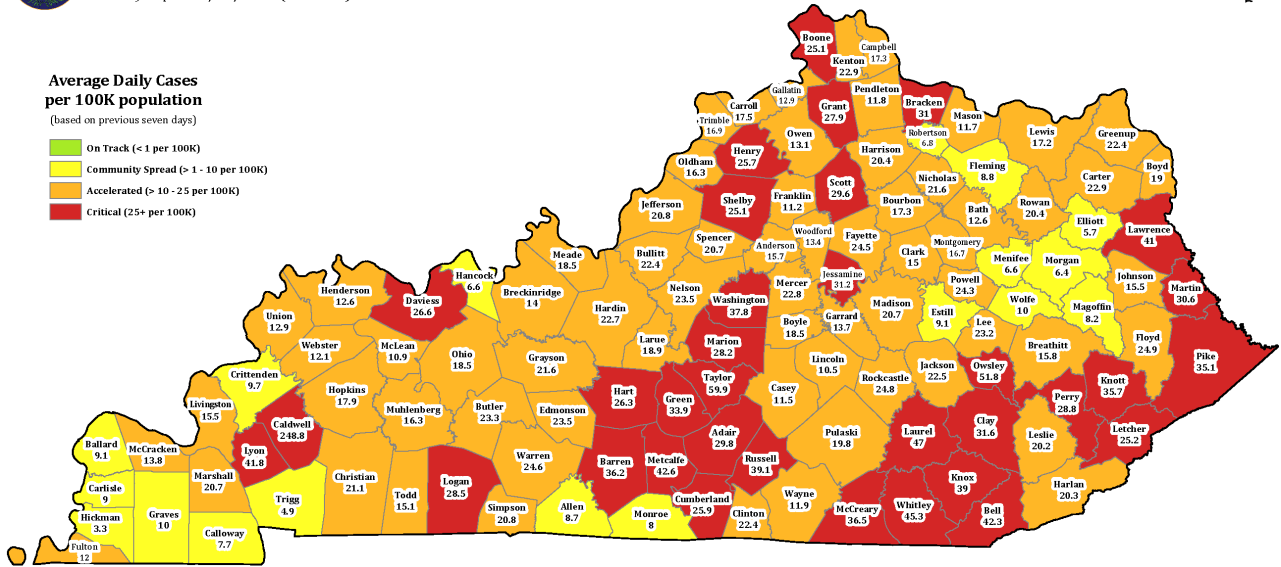 Average Daily Cases
per 100K population
(based on previous seven days)
On Track (< 1 per 100K)
Community Spread (> 1 - 10 per 100K)
Accelerated (> 10 - 25 per 100K)
Critical (25+ per 100K)
Boone
25.1
Kenton
22.9
Campbell
17.3
Gallatin
12.9
Carroll
17.5
Trimble
16.9
Grant
27.9
Pendleton
11.8
Bracken
31
Mason
11.7
Robertson
6.8
Lewis
17.2
Greenup
22.4
Owen
13.1
Henry
25.7
Oldham
16.3
Harrison
20.4
Fleming
8.8
Boyd
19
Carter
22.9
Nicholas
21.6
Scott
29.6
Shelby
25.1
Franklin
11.2
Jefferson
20.8
Bourbon
17.3
Rowan
20.4
Bath
12.6
Elliott
5.7
Lawrence
41
Woodford
13.4
Fayette
24.5
Spencer
20.7
Anderson
15.7
Montgomery
16.7
Clark
15
Bullitt
22.4
Meade
18.5
Menifee
6.6
Morgan
6.4
Hancock
6.6
Jessamine
31.2
Mercer
22.8
Powell
24.3
Johnson
15.5
Martin
30.6
Nelson
23.5
Washington
37.8
Henderson
12.6
Daviess
26.6
Breckinridge
14
Madison
20.7
Wolfe
10
Magoffin
8.2
Estill
9.1
Hardin
22.7
Union
12.9
Garrard
13.7
Boyle
18.5
Lee
23.2
Floyd
24.9
Larue
18.9
Marion
28.2
Webster
12.1
McLean
10.9
Ohio
18.5
Breathitt
15.8
Pike
35.1
Grayson
21.6
Lincoln
10.5
Jackson
22.5
Owsley
51.8
Crittenden
9.7
Taylor
59.9
Rockcastle
24.8
Knott
35.7
Hopkins
17.9
Hart
26.3
Casey
11.5
Green
33.9
Perry
28.8
Livingston
15.5
Muhlenberg
16.3
Butler
23.3
Edmonson
23.5
Clay
31.6
Caldwell
248.8
Adair
29.8
Pulaski
19.8
Laurel
47
Letcher
25.2
Leslie
20.2
Ballard
9.1
McCracken
13.8
Lyon
41.8
Warren
24.6
Barren
36.2
Metcalfe
42.6
Russell
39.1
Marshall
20.7
Christian
21.1
Logan
28.5
Knox
39
Harlan
20.3
Carlisle
9
Trigg
4.9
Todd
15.1
Cumberland
25.9
Wayne
11.9
Allen
8.7
Simpson
20.8
Monroe
8
Clinton
22.4
McCreary
36.5
Whitley
45.3
Bell
42.3
Hickman
3.3
Graves
10
Calloway
7.7
Fulton
12